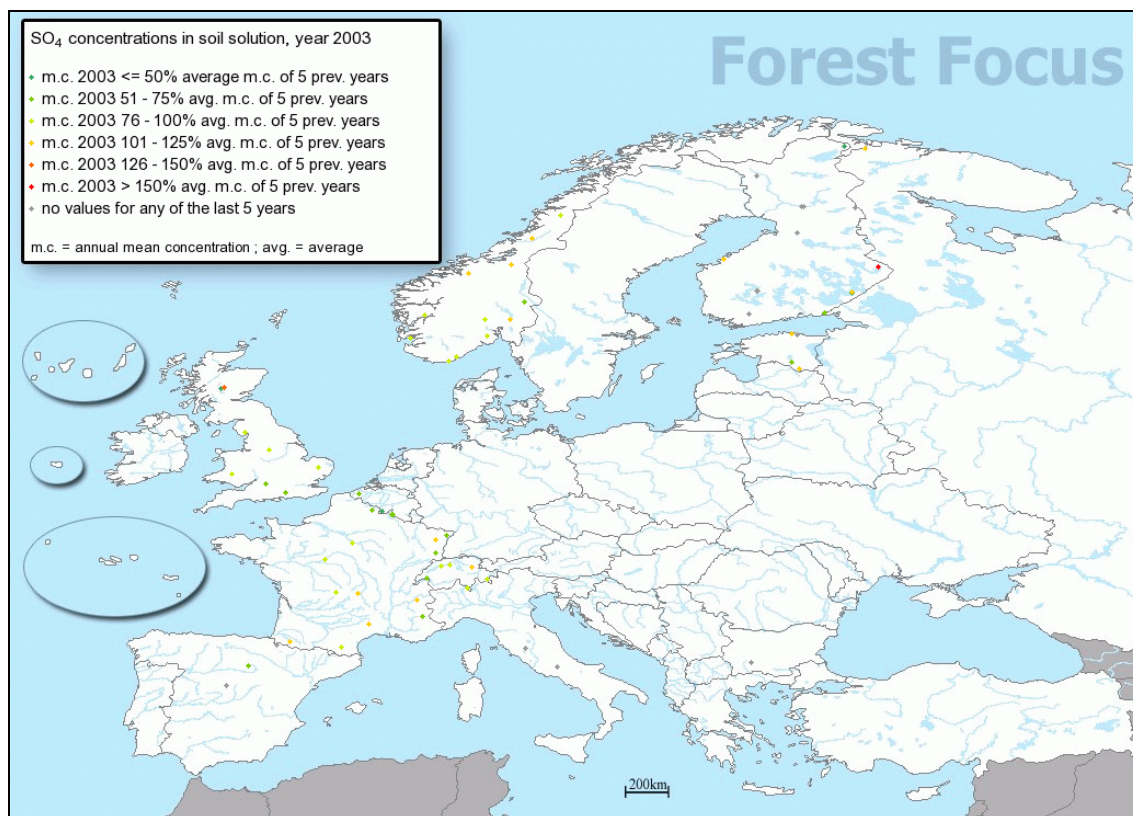 SO₄ concentrations in soil solution, year 2003
m.c. 2003 <= 50% average m.c. of 5 prev. years
m.c. 2003 51 - 75% avg. m.c. of 5 prev. years
m.c. 2003 76 - 100% avg. m.c. of 5 prev. years
m.c. 2003 101 - 125% avg. m.c. of 5 prev. years
m.c. 2003 126 - 150% avg. m.c. of 5 prev. years
m.c. 2003 > 150% avg. m.c. of 5 prev. years
no values for any of the last 5 years
m.c. = annual mean concentration ; avg. = average
Forest Focus
200km